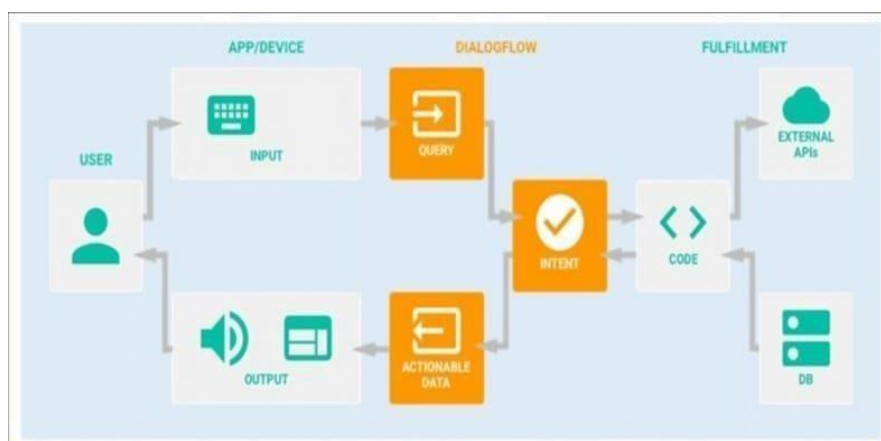 APP/DEVICE
DIALOGFLOW
FULFILLMENT
USER
INPUT
QUERY
EXTERNAL
APIs
INTENT
CODE
OUTPUT
ACTIONABLE
DATA
DB